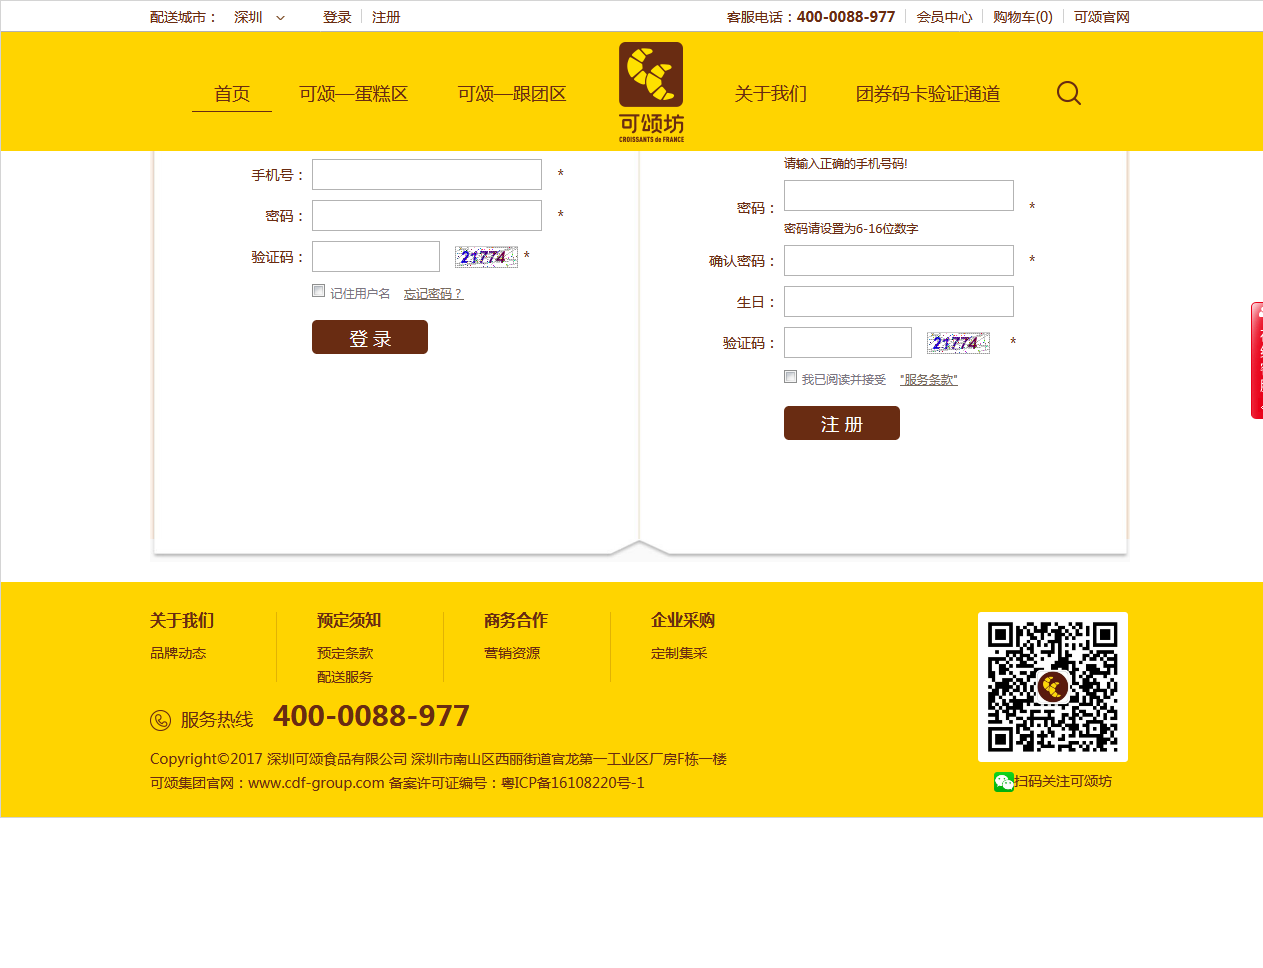 配送城市： 深圳 登录 注册 客服电话：400-0088-977 会员中心 购物车(0) 可颂官网
首页 可颂—蛋糕区 可颂—跟团区 可颂坊 CROISSANTS de FRANCE 关于我们 团券码卡验证通道
手机号： *
密码： *
验证码： 21774 *
记住用户名 忘记密码？
登 录
请输入正确的手机号码!
密码： *
密码请设置为6-16位数字
确认密码： *
生日：
验证码： 21774 *
我已阅读并接受 "服务条款"
注 册
关于我们 预定须知 商务合作 企业采购
品牌动态 预定条款 营销资源 定制集采
配送服务
服务热线 400-0088-977
Copyright©2017 深圳可颂食品有限公司 深圳市南山区西丽街道官龙第一工业区厂房F栋一楼
可颂集团官网：www.cdf-group.com 备案许可证编号：粤ICP备16108220号-1
扫码关注可颂坊